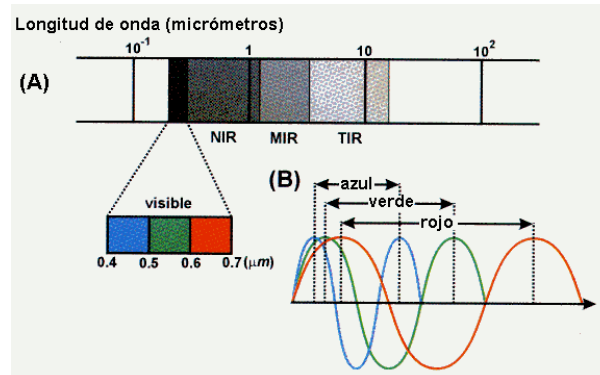 Longitud de onda (micrómetros)
10⁻¹ 1 10 10²
(A)
NIR MIR TIR
visible
0.4 0.5 0.6 0.7 (µm)
(B)
azul
verde
rojo